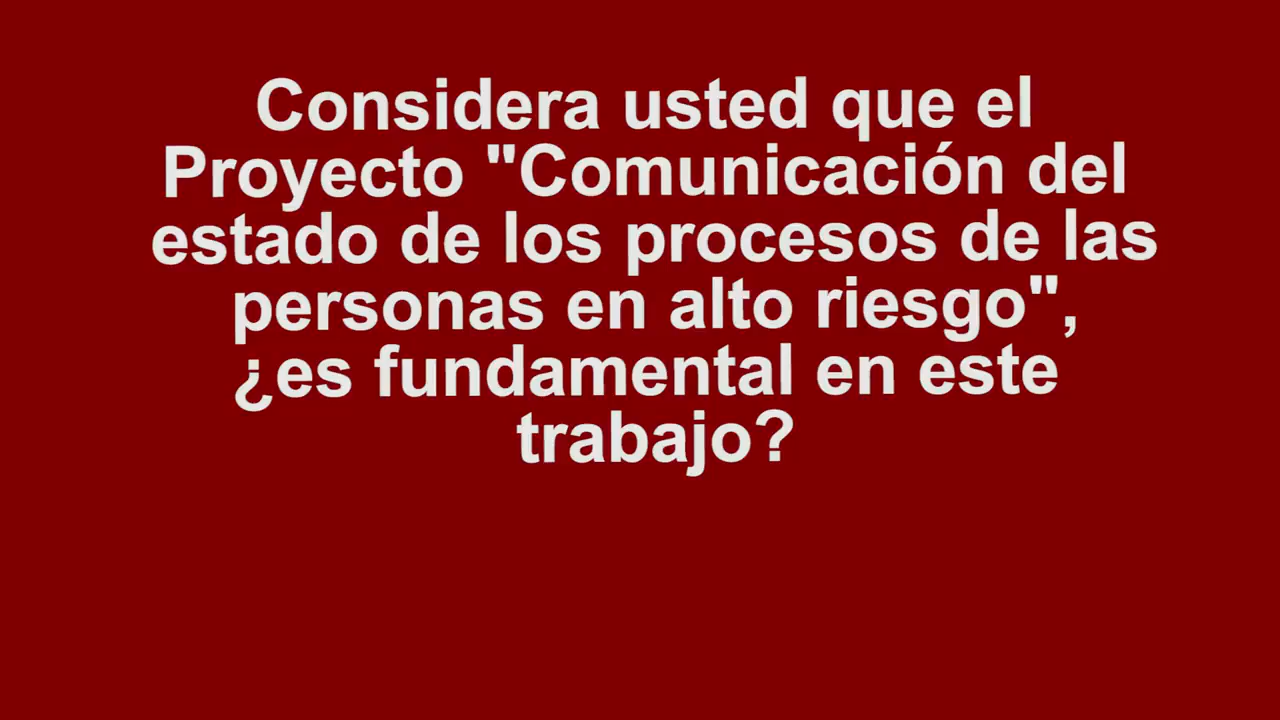 Considera usted que el
Proyecto "Comunicación del
estado de los procesos de las
personas en alto riesgo",
¿es fundamental en este
trabajo?